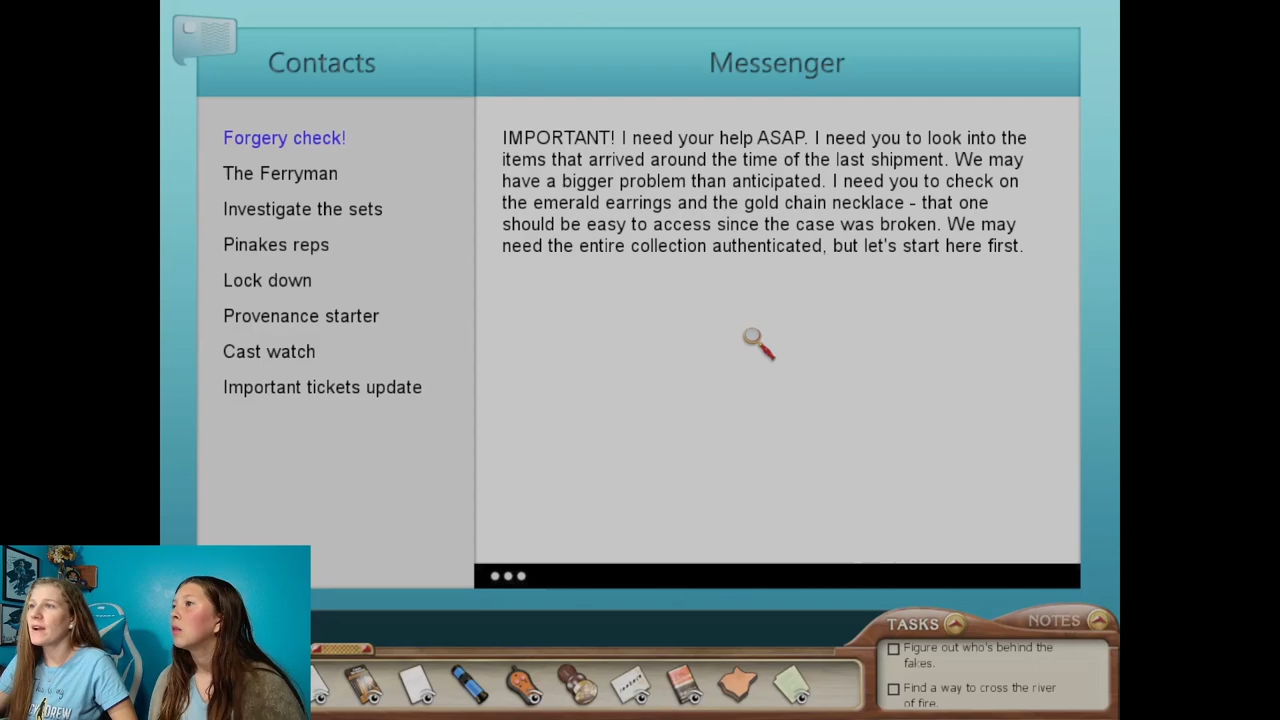 Contacts
Messenger
Forgery check!
The Ferryman
Investigate the sets
Pinakes reps
Lock down
Provenance starter
Cast watch
Important tickets update
IMPORTANT! I need your help ASAP. I need you to look into the
items that arrived around the time of the last shipment. We may
have a bigger problem than anticipated. I need you to check on
the emerald earrings and the gold chain necklace - that one
should be easy to access since the case was broken. We may
need the entire collection authenticated, but let's start here first.
TASKS
NOTES
Figure out who's behind the
fakes.
Find a way to cross the river
of fire.